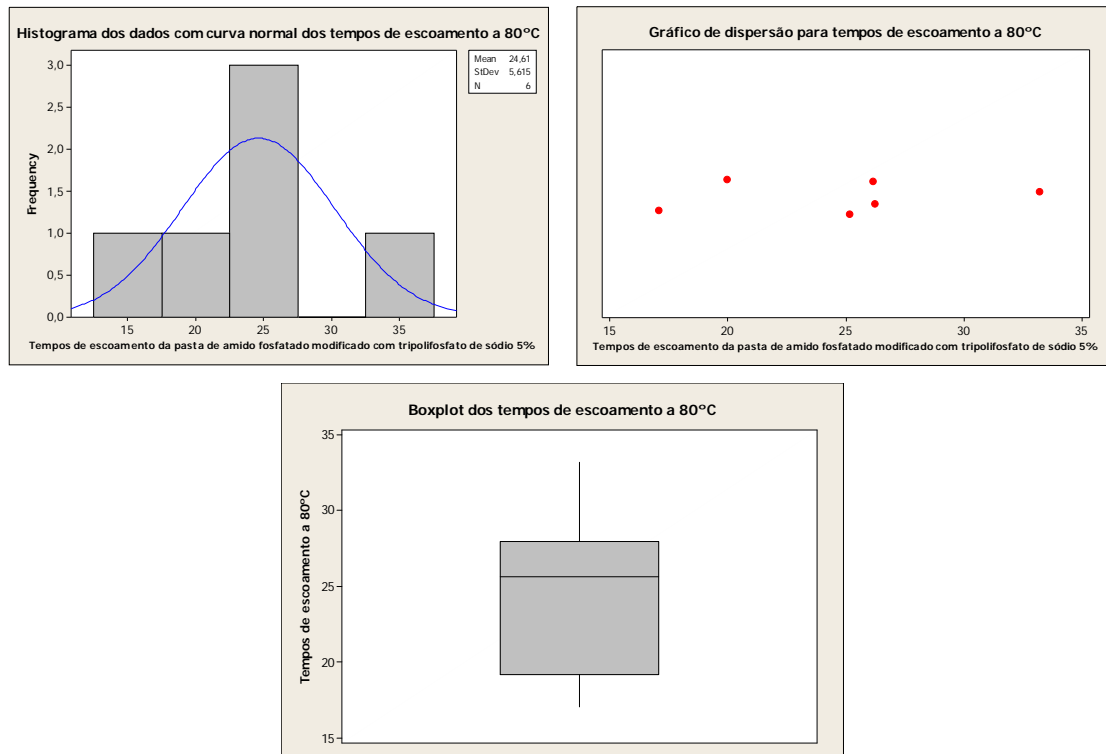 Histograma dos dados com curva normal dos tempos de escoamento a 80ºC
Mean 24,61
StDev 5,615
N 6
Frequency
3,0
2,5
2,0
1,5
1,0
0,5
0,0
15 20 25 30 35
Tempos de escoamento da pasta de amido fosfatado modificado com tripolifosfato de sódio 5%
Gráfico de dispersão para tempos de escoamento a 80ºC
15 20 25 30 35
Tempos de escoamento da pasta de amido fosfatado modificado com tripolifosfato de sódio 5%
Boxplot dos tempos de escoamento a 80ºC
Tempos de escoamento a 80ºC
35
30
25
20
15